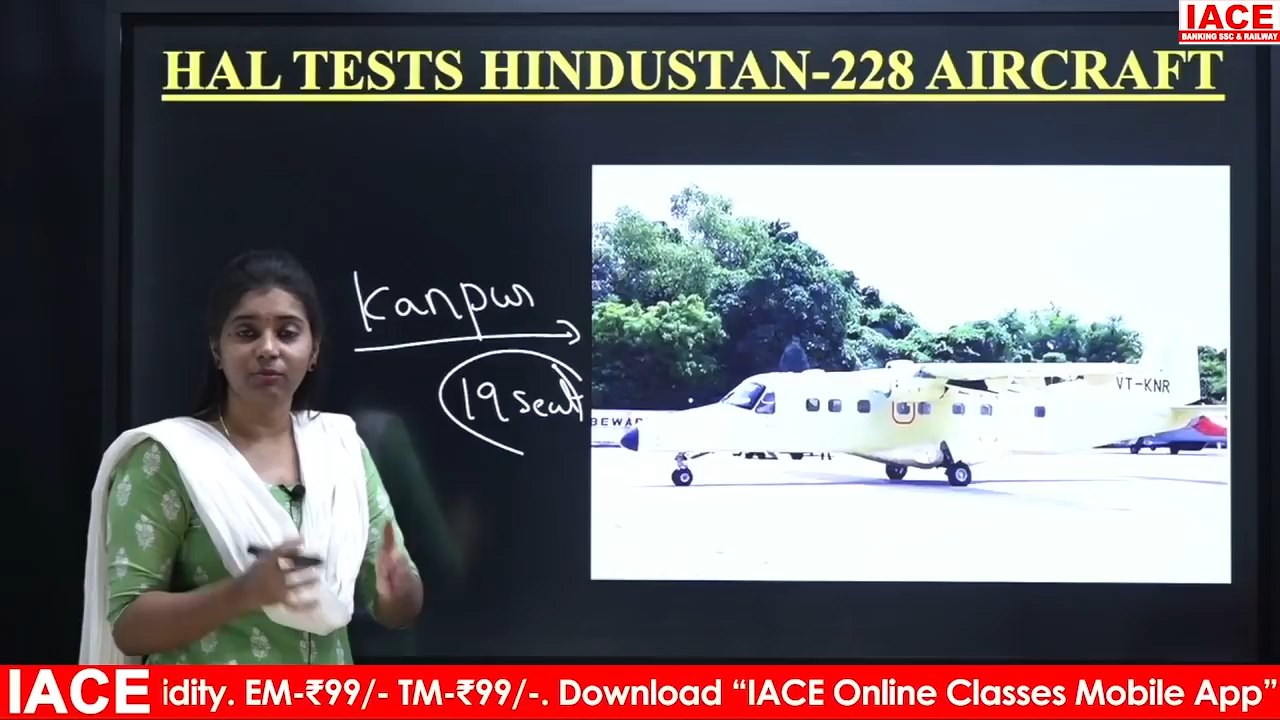 IACE
BANKING SSC & RAILWAY
HAL TESTS HINDUSTAN-228 AIRCRAFT
Kanpur
19 seat
VT-KNR
BEWAR
IACE idity. EM-₹99/- TM-₹99/-. Download “IACE Online Classes Mobile App”